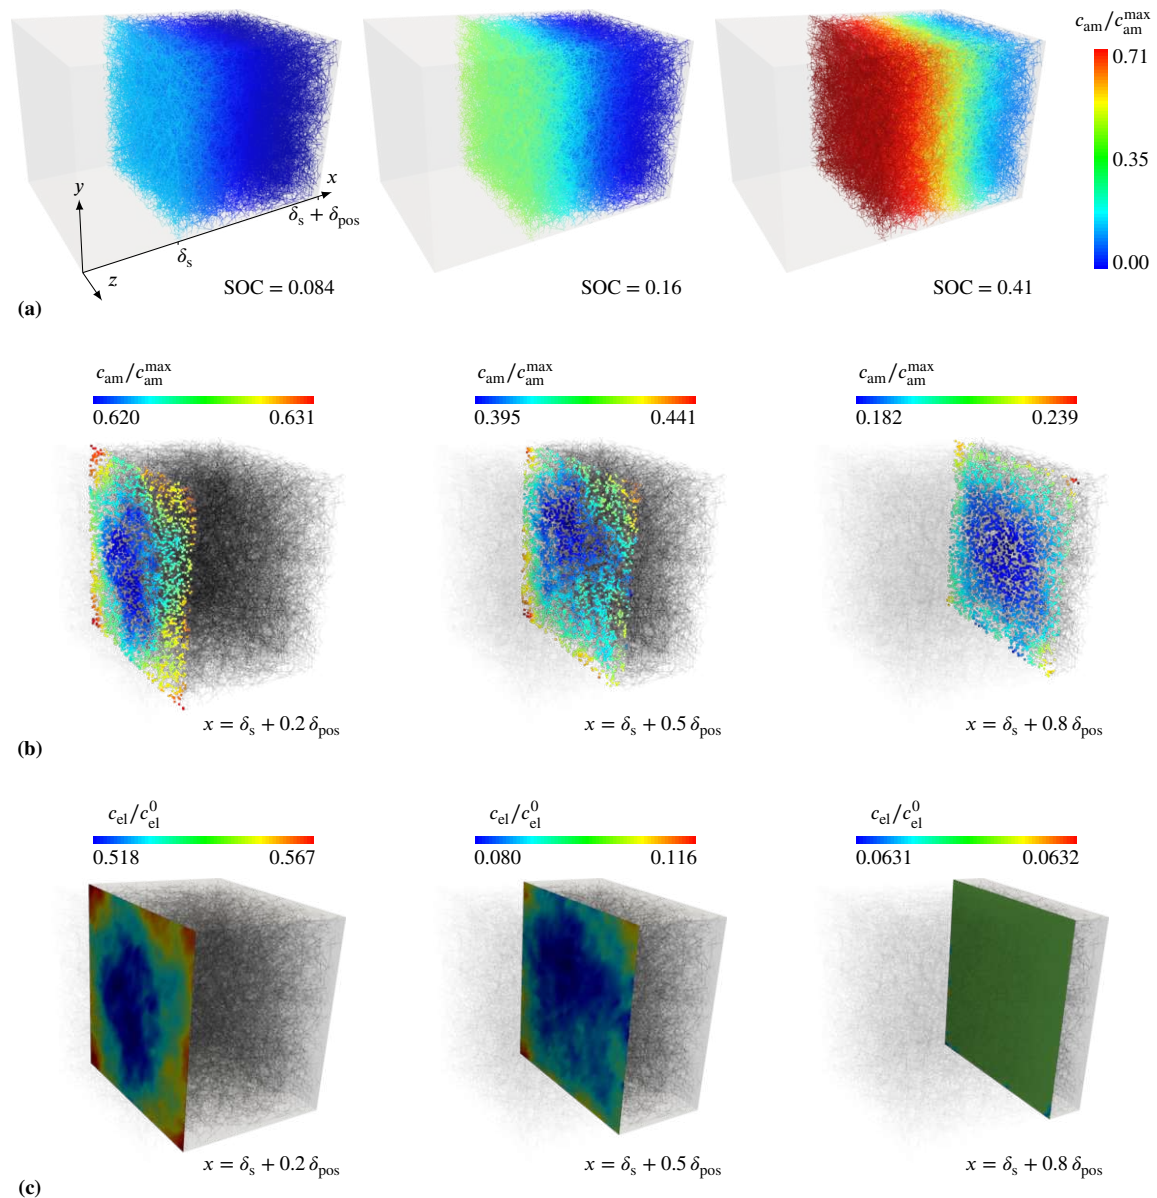 c_am/c_am^max
0.71
0.35
0.00
y
x
z
δ_s
δ_s + δ_pos
SOC = 0.084
SOC = 0.16
SOC = 0.41
(a)
c_am/c_am^max
c_am/c_am^max
c_am/c_am^max
0.620 0.631
0.395 0.441
0.182 0.239
x = δ_s + 0.2 δ_pos
x = δ_s + 0.5 δ_pos
x = δ_s + 0.8 δ_pos
(b)
c_el/c_el^0
c_el/c_el^0
c_el/c_el^0
0.518 0.567
0.080 0.116
0.0631 0.0632
x = δ_s + 0.2 δ_pos
x = δ_s + 0.5 δ_pos
x = δ_s + 0.8 δ_pos
(c)